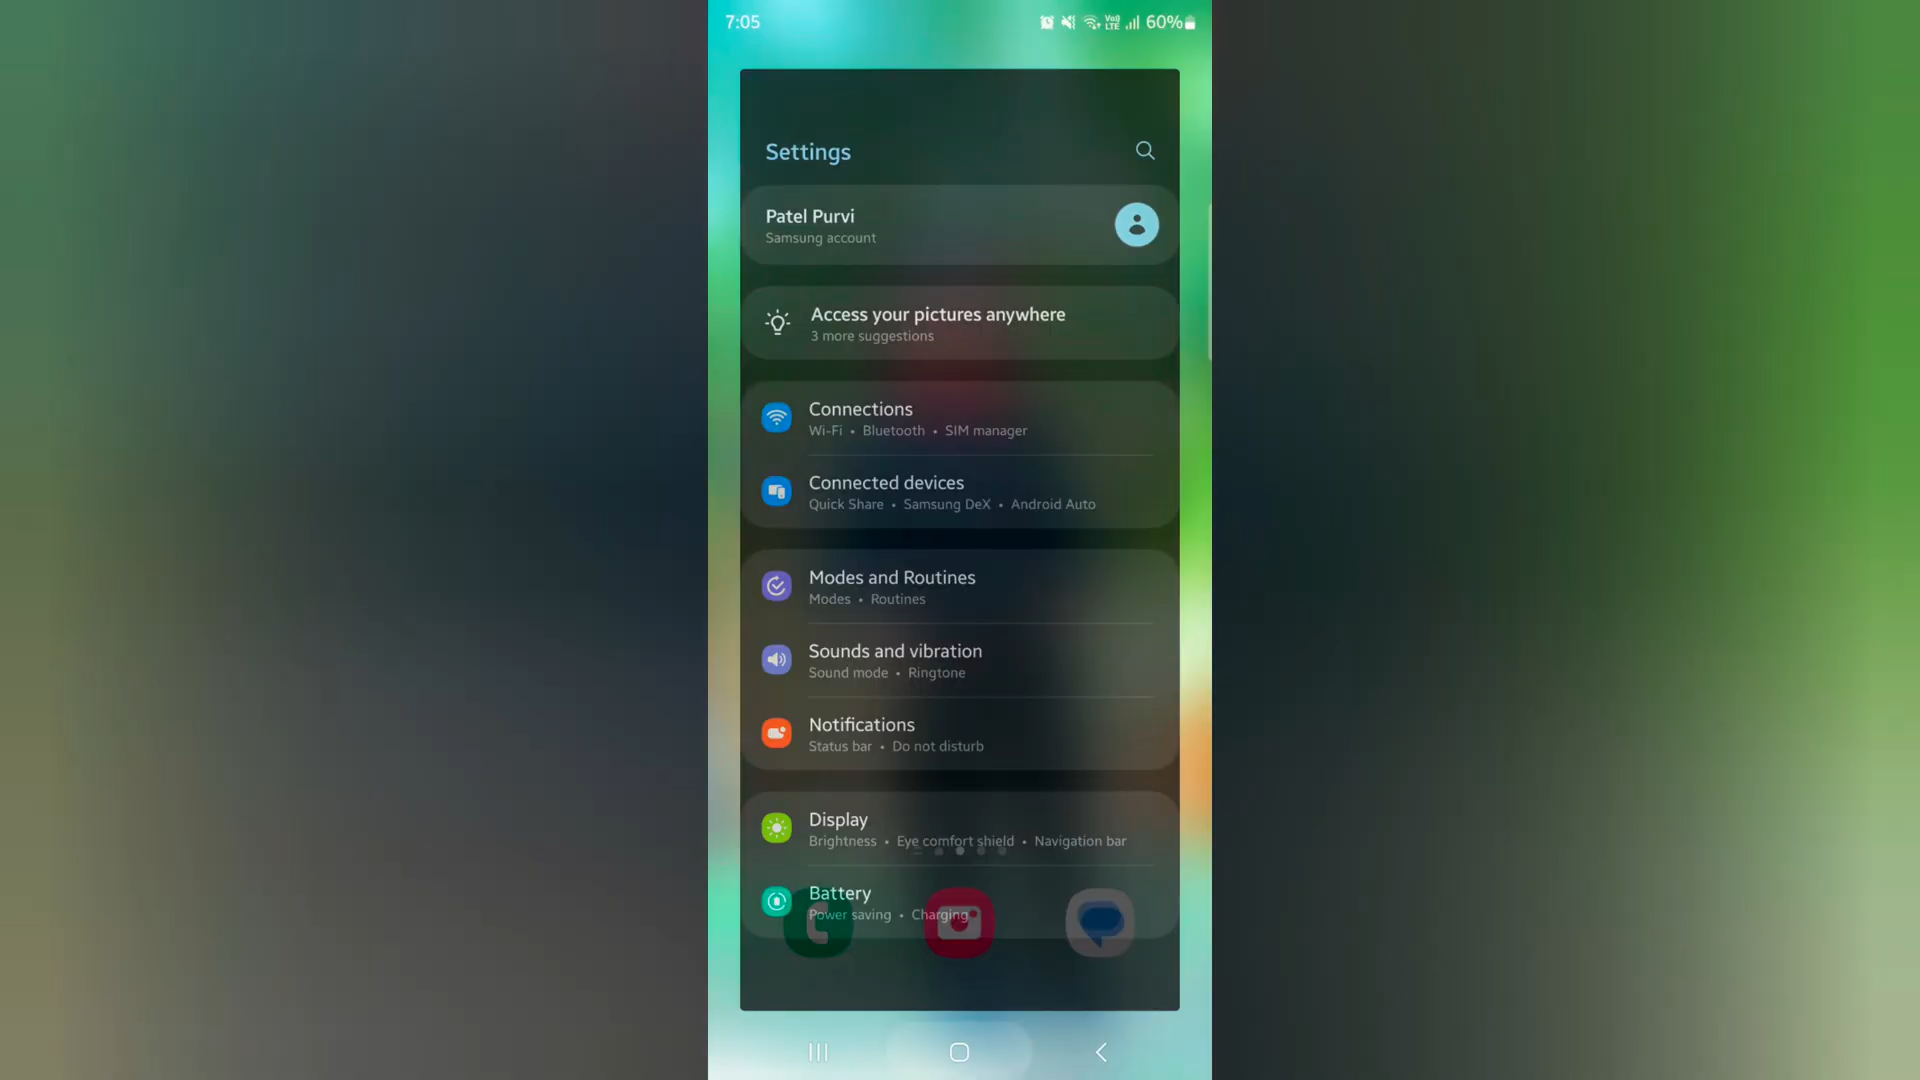 7:05
Vo) LTE 60%
Settings
Patel Purvi
Samsung account
Access your pictures anywhere
3 more suggestions
Connections
Wi-Fi • Bluetooth • SIM manager
Connected devices
Quick Share • Samsung DeX • Android Auto
Modes and Routines
Modes • Routines
Sounds and vibration
Sound mode • Ringtone
Notifications
Status bar • Do not disturb
Display
Brightness • Eye comfort shield • Navigation bar
Battery
Power saving • Charging